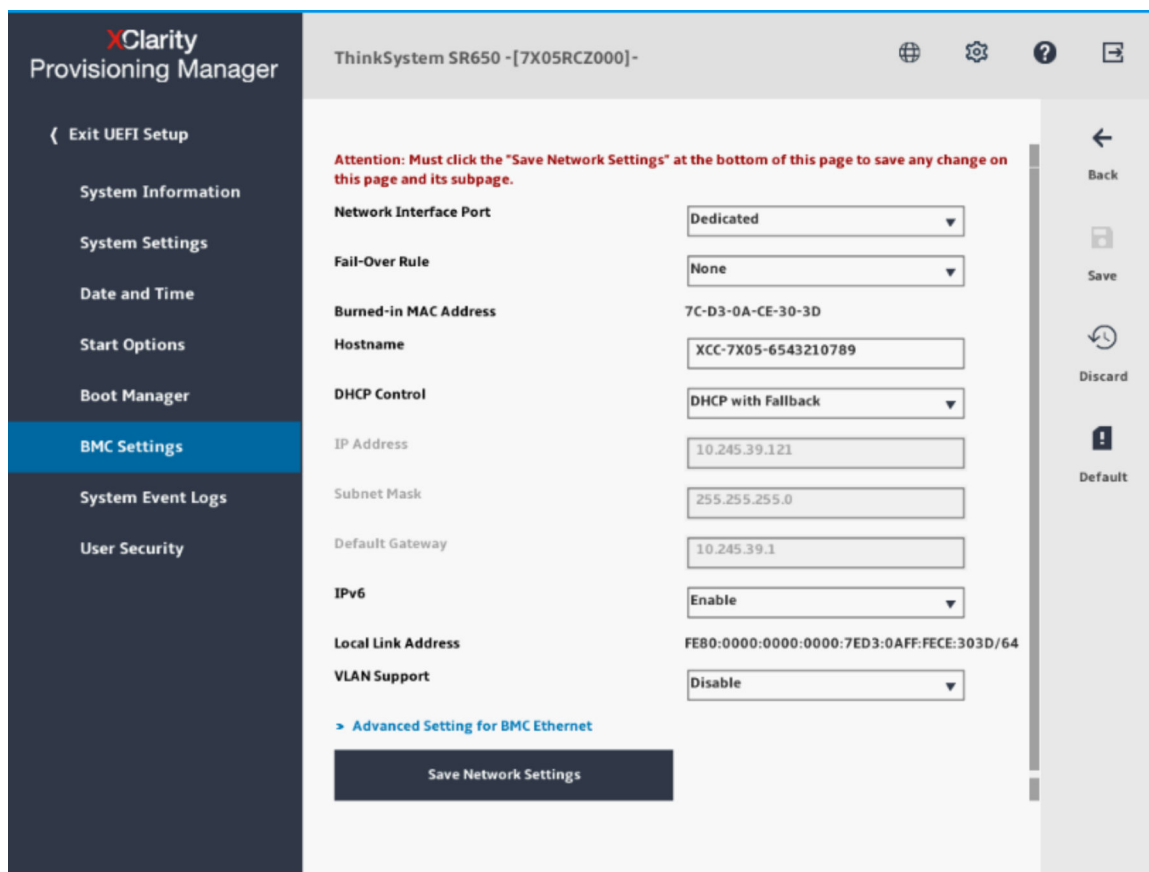 XClarity
Provisioning Manager
ThinkSystem SR650 -[7X05RCZ000]-
Exit UEFI Setup
System Information
System Settings
Date and Time
Start Options
Boot Manager
BMC Settings
System Event Logs
User Security
Attention: Must click the "Save Network Settings" at the bottom of this page to save any change on
this page and its subpage.
Network Interface Port
Dedicated
Fail-Over Rule
None
Burned-in MAC Address
7C-D3-0A-CE-30-3D
Hostname
XCC-7X05-6543210789
DHCP Control
DHCP with Fallback
IP Address
10.245.39.121
Subnet Mask
255.255.255.0
Default Gateway
10.245.39.1
IPv6
Enable
Local Link Address
FE80:0000:0000:0000:7ED3:0AFF:FECE:303D/64
VLAN Support
Disable
Advanced Setting for BMC Ethernet
Save Network Settings
Back
Save
Discard
Default